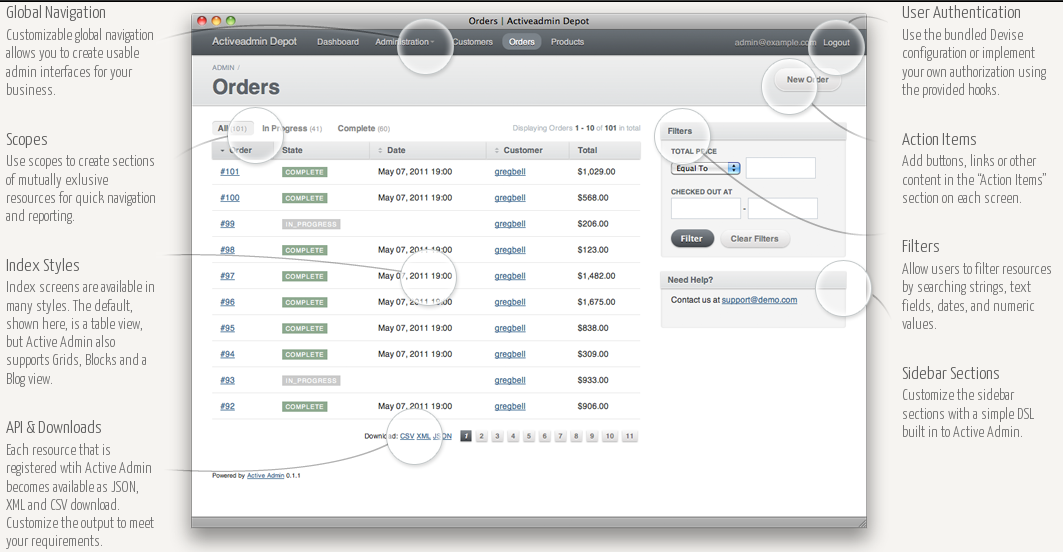 Global Navigation
Customizable global navigation
allows you to create usable
admin interfaces for your
business.
Scopes
Use scopes to create sections
of mutually exlusive
resources for quick navigation
and reporting.
Index Styles
Index screens are available in
many styles. The default,
shown here, is a table view,
but Active Admin also
supports Grids, Blocks and a
Blog view.
API & Downloads
Each resource that is
registered wtih Active Admin
becomes available as JSON,
XML and CSV download.
Customize the output to meet
your requirements.
Orders | Activeadmin Depot
Activeadmin Depot Dashboard Administration Customers Orders Products admin@example.com Logout
ADMIN /
Orders
New Order
All (101) In Progress (41) Complete (60) Displaying Orders 1 - 10 of 101 in total
Order State Date Customer Total
#101 COMPLETE May 07, 2011 19:00 gregbell $1,029.00
#100 COMPLETE May 07, 2011 19:00 gregbell $568.00
#99 IN_PROGRESS $206.00
#98 COMPLETE May 07, 2011 19:00 gregbell $123.00
#97 COMPLETE May 07, 2011 19:00 gregbell $1,482.00
#96 COMPLETE May 07, 2011 19:00 gregbell $1,675.00
#95 COMPLETE May 07, 2011 19:00 gregbell $838.00
#94 COMPLETE May 07, 2011 19:00 gregbell $309.00
#93 IN_PROGRESS gregbell $933.00
#92 COMPLETE May 07, 2011 19:00 gregbell $906.00
Download: CSV XML JSON 1 2 3 4 5 6 7 8 9 10 11
Powered by Active Admin 0.1.1
Filters
TOTAL PRICE
Equal To
CHECKED OUT AT
-
Filter Clear Filters
Need Help?
Contact us at support@demo.com
User Authentication
Use the bundled Devise
configuration or implement
your own authorization using
the provided hooks.
Action Items
Add buttons, links or other
content in the "Action Items"
section on each screen.
Filters
Allow users to filter resources
by searching strings, text
fields, dates, and numeric
values.
Sidebar Sections
Customize the sidebar
sections with a simple DSL
built in to Active Admin.